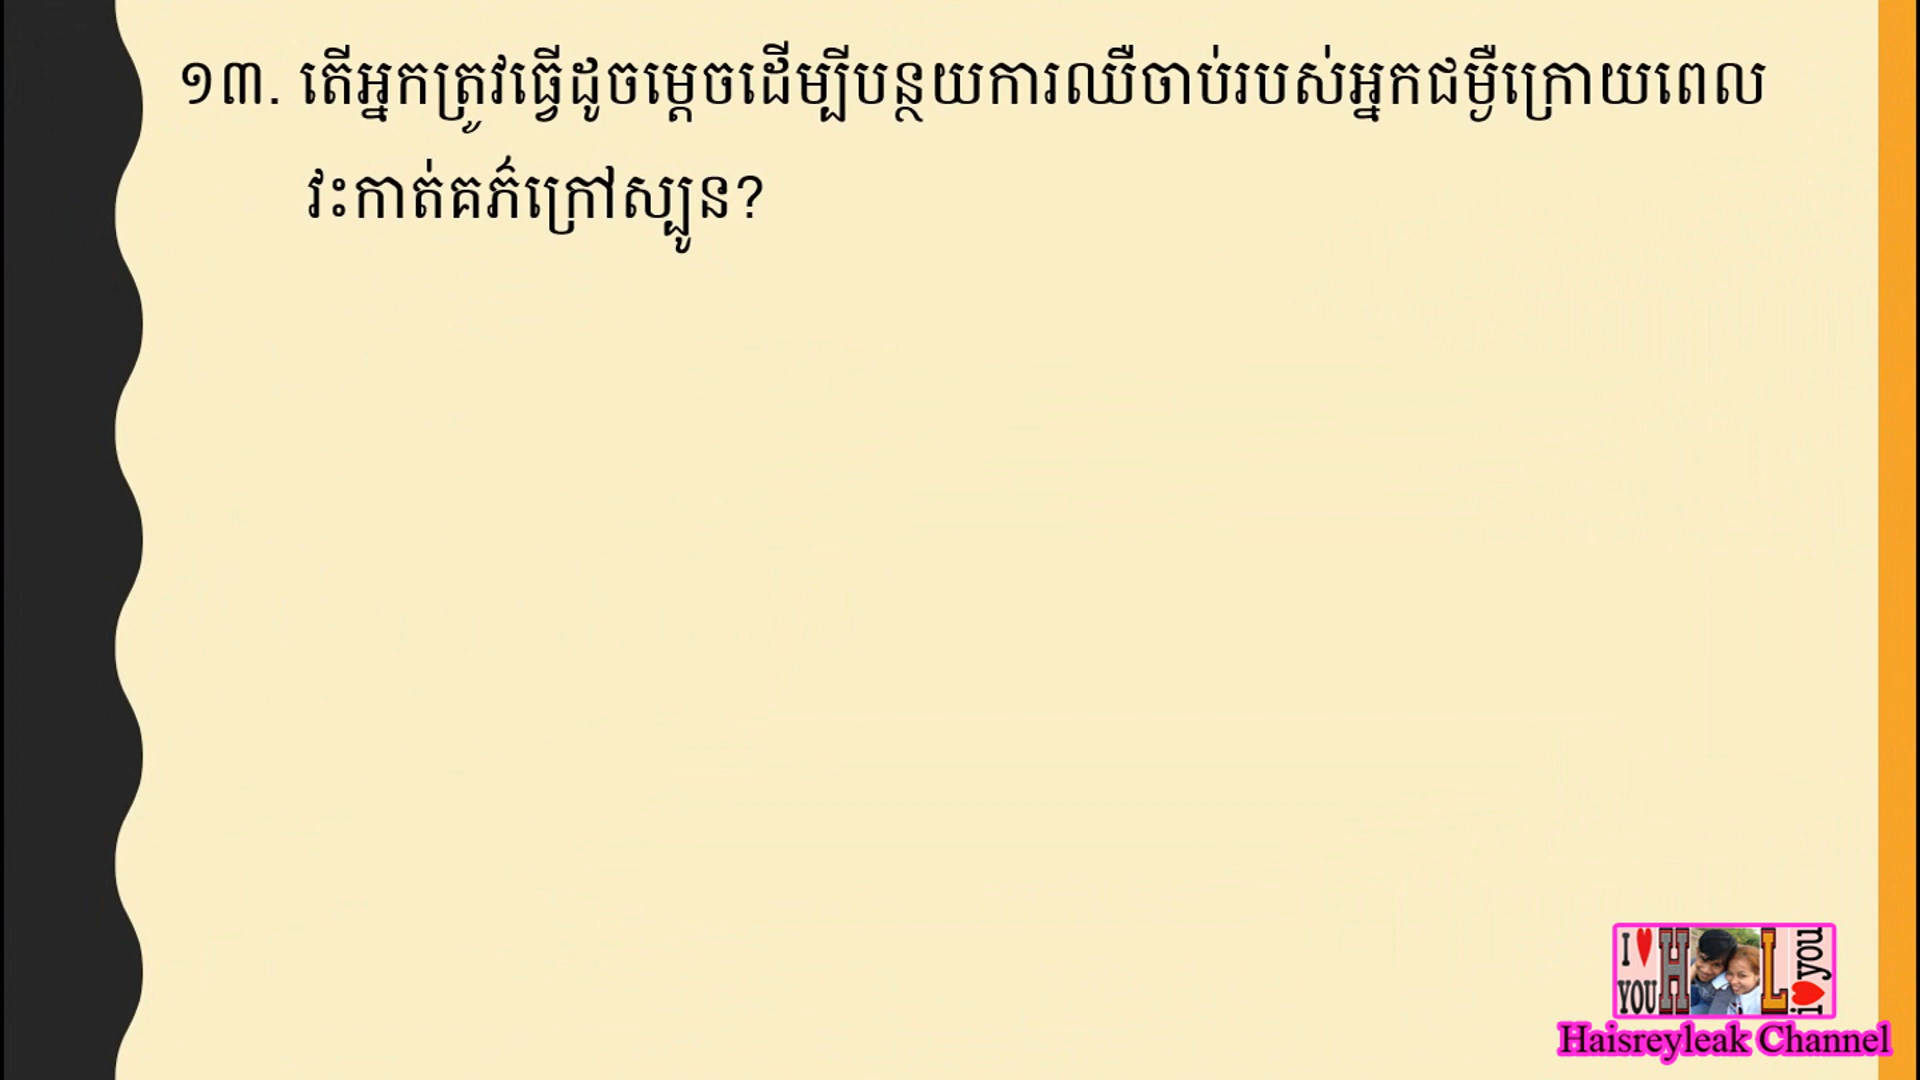 ១៣. តើអ្នកត្រូវធ្វើដូចម្តេចដើម្បីបន្ថយការឈឺចាប់របស់អ្នកជម្ងឺក្រោយពេល
វះកាត់គភ៌ក្រៅស្បូន?
I ♥ YOU H L i ♥ you
Haisreyleak Channel